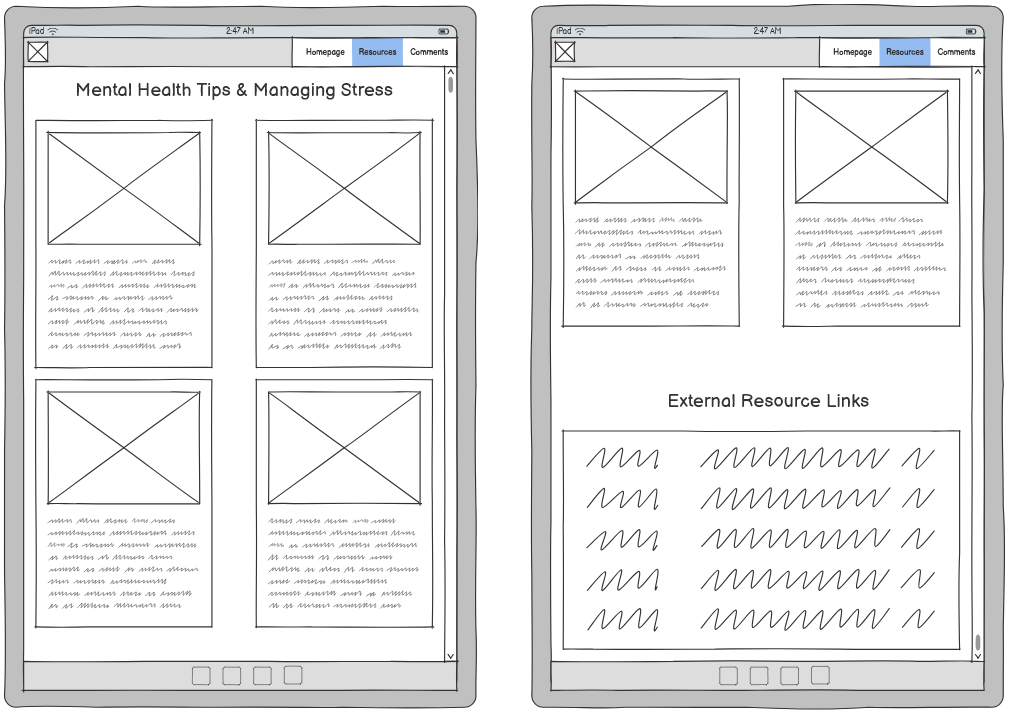 iPad 2:47 AM
Homepage Resources Comments
Mental Health Tips & Managing Stress
iPad 2:47 AM
Homepage Resources Comments
External Resource Links